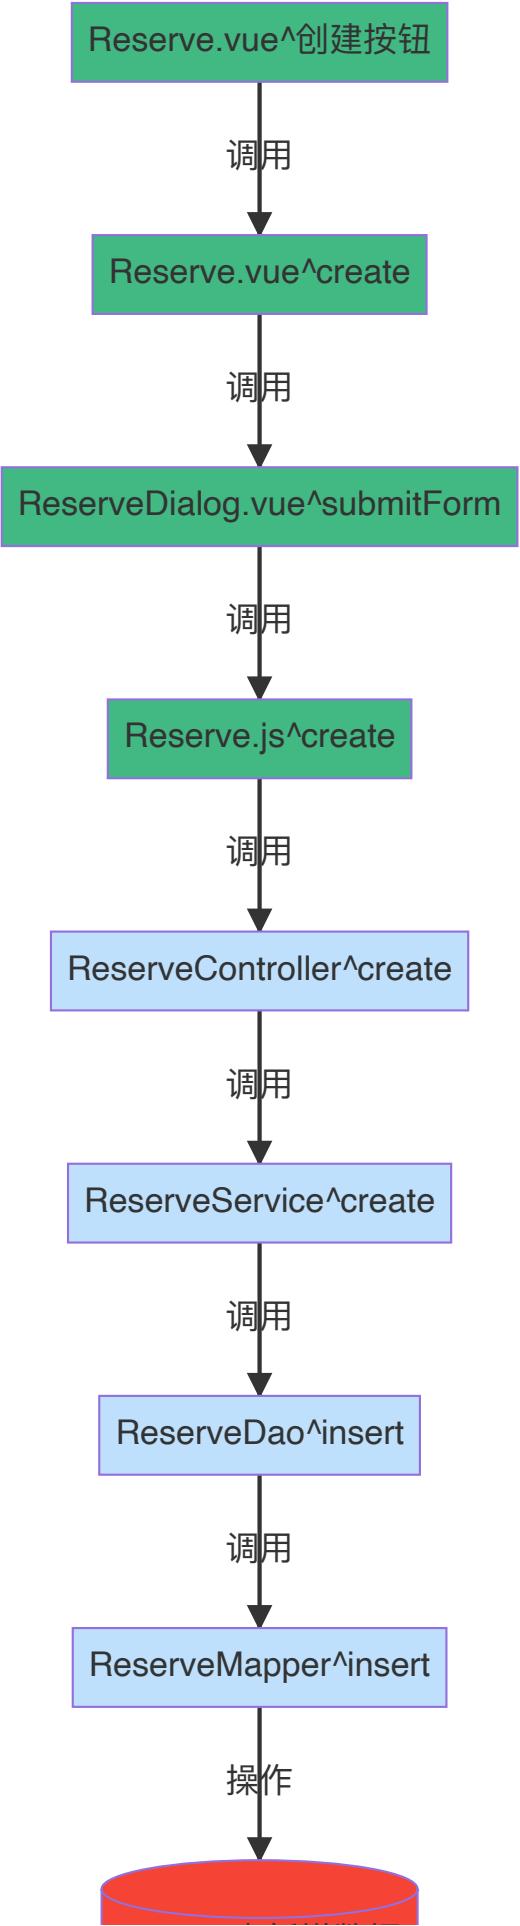 Reserve.vue^创建按钮
调用
Reserve.vue^create
调用
ReserveDialog.vue^submitForm
调用
Reserve.js^create
调用
ReserveController^create
调用
ReserveService^create
调用
ReserveDao^insert
调用
ReserveMapper^insert
操作